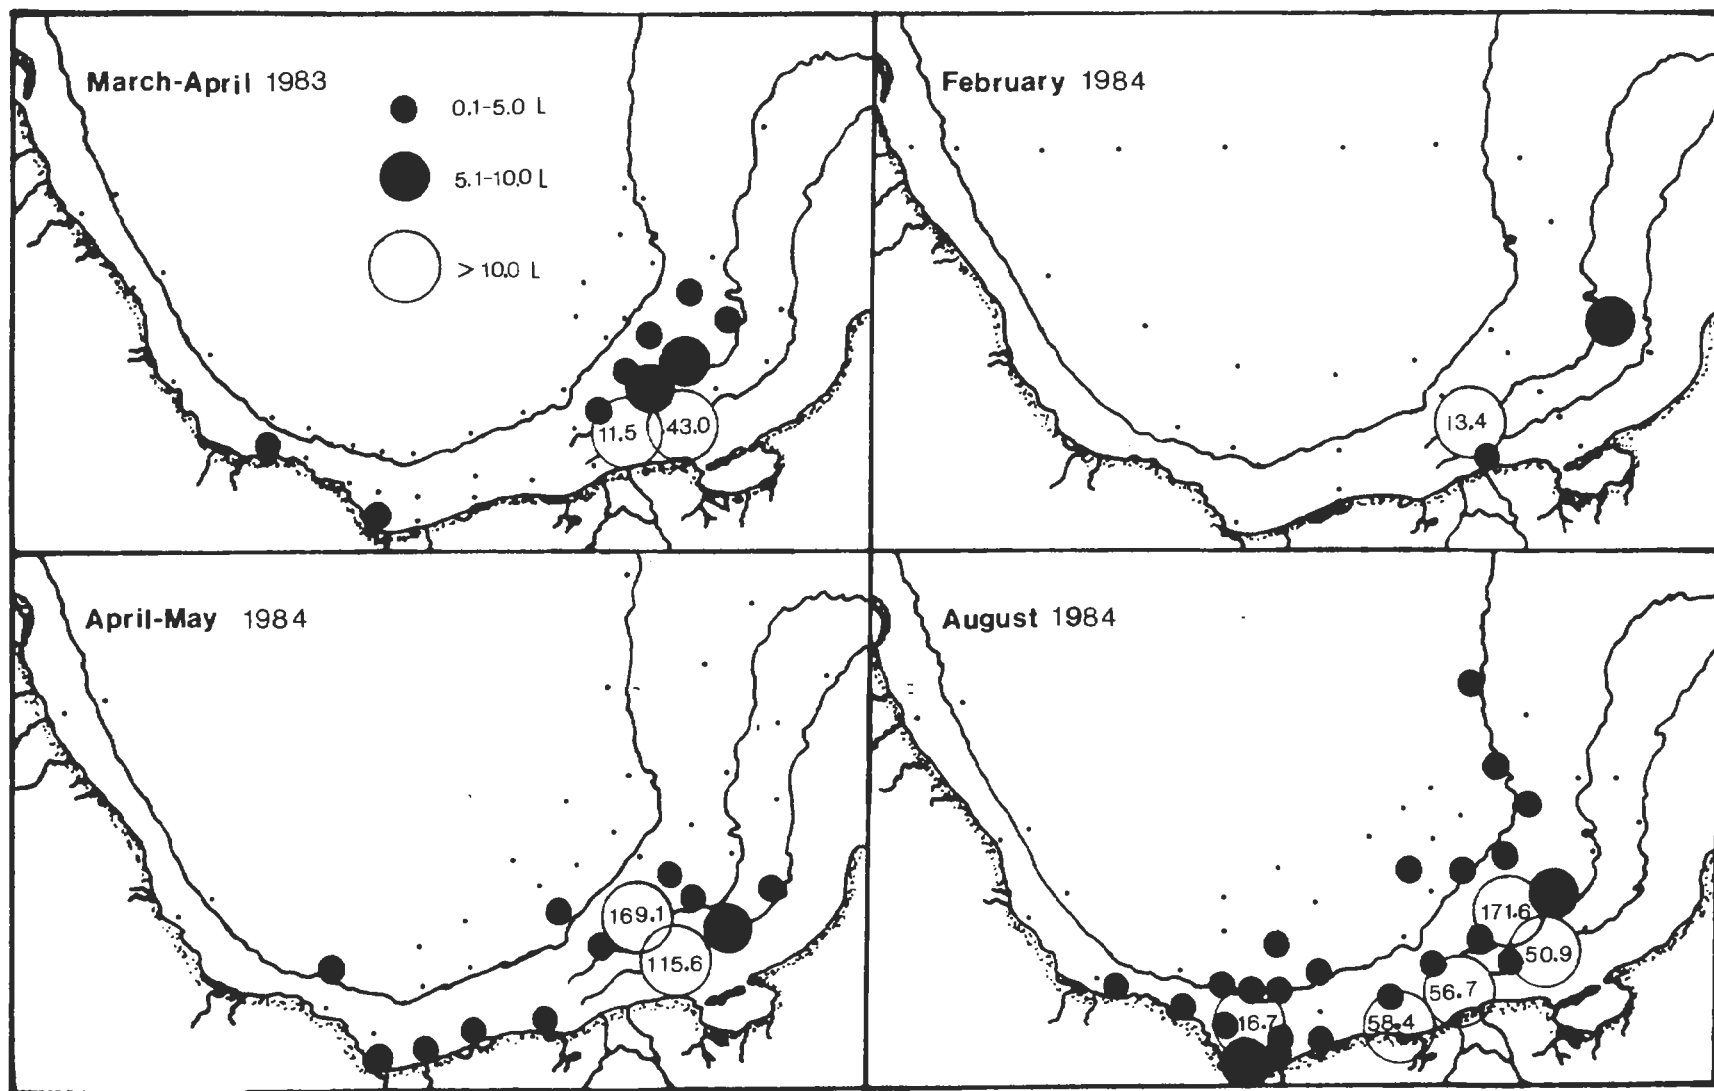 March-April 1983
0.1-5.0 L
5.1-10.0 L
> 10.0 L
11.5
43.0
February 1984
13.4
April-May 1984
169.1
115.6
August 1984
171.6
50.9
56.7
58.4
16.7